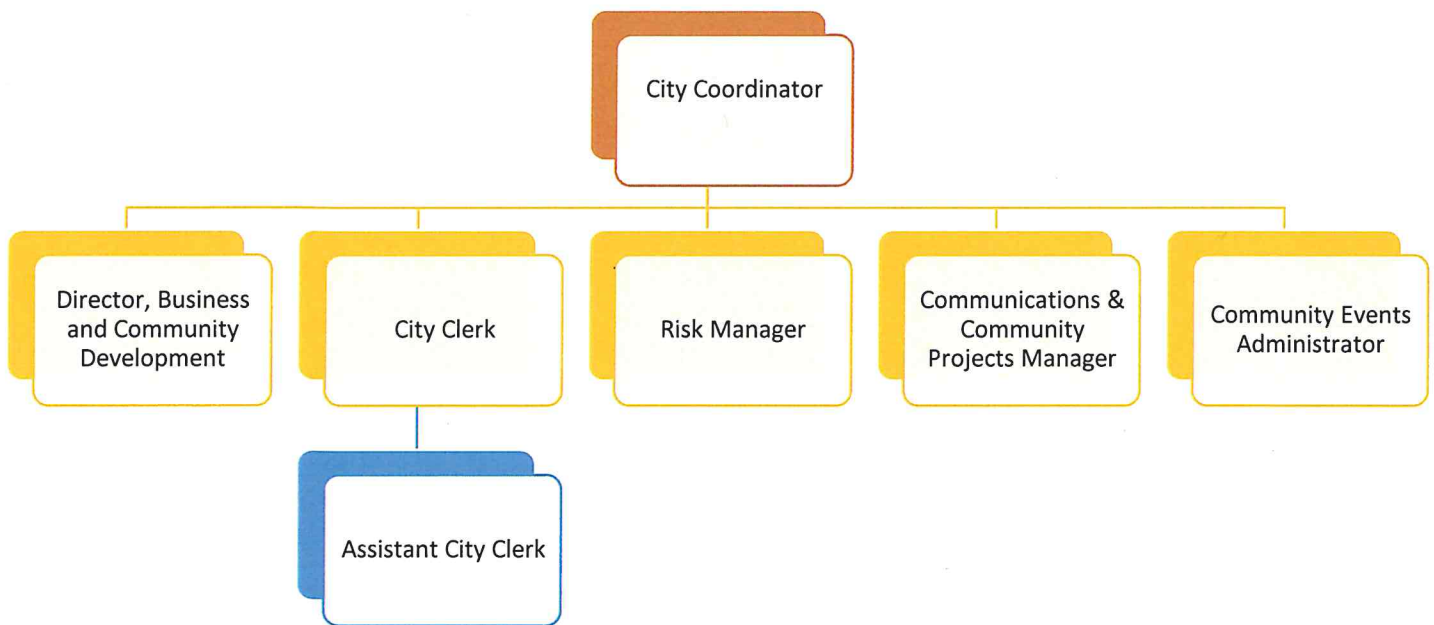 City Coordinator
Director, Business
and Community
Development
City Clerk
Risk Manager
Communications &
Community
Projects Manager
Community Events
Administrator
Assistant City Clerk